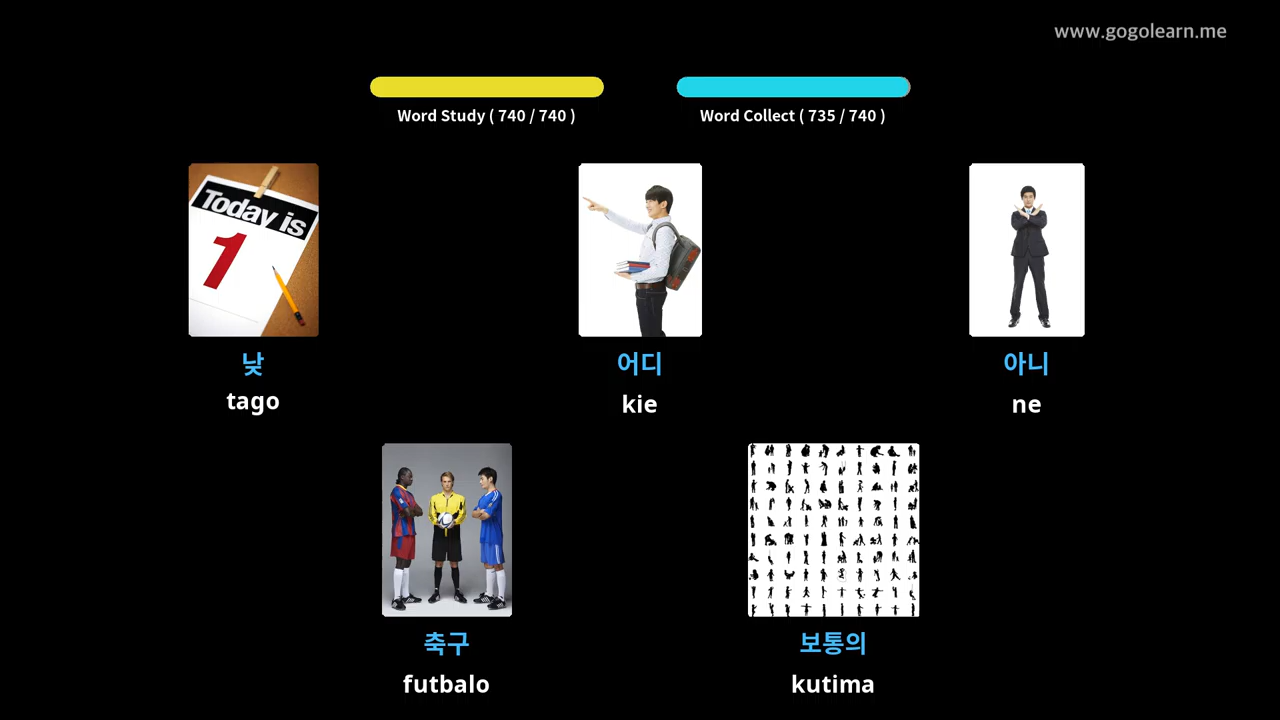 www.gogolearn.me
Word Study ( 740 / 740 )
Word Collect ( 735 / 740 )
Today is
1
낮
어디
아니
tago
kie
ne
축구
보통의
futbalo
kutima